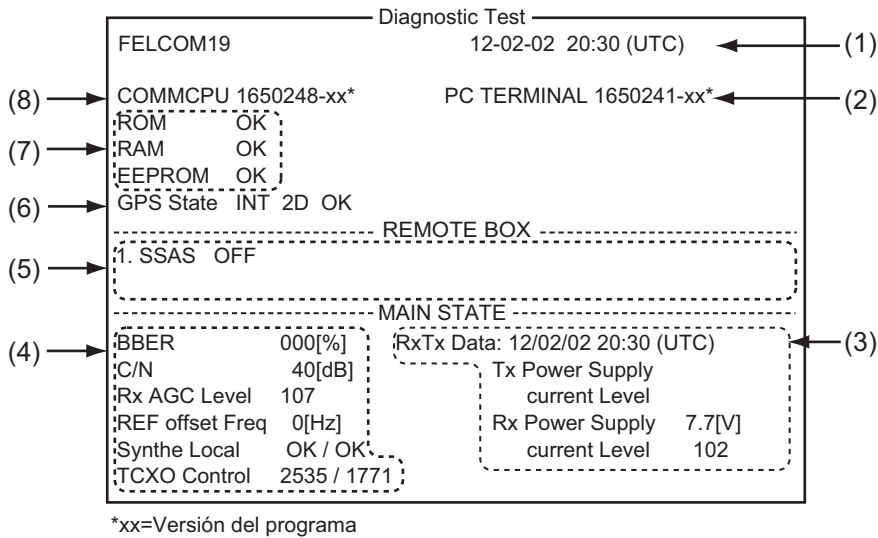 Diagnostic Test
FELCOM19 12-02-02 20:30 (UTC) (1)
(8) COMMCPU 1650248-xx* PC TERMINAL 1650241-xx* (2)
ROM OK
(7) RAM OK
EEPROM OK
(6) GPS State INT 2D OK
REMOTE BOX
(5) 1. SSAS OFF
MAIN STATE
(4) BBER 000[%] RxTx Data: 12/02/02 20:30 (UTC) (3)
C/N 40[dB] Tx Power Supply
Rx AGC Level 107 current Level
REF offset Freq 0[Hz] Rx Power Supply 7.7[V]
Synthe Local OK / OK current Level 102
TCXO Control 2535 / 1771
*xx=Versión del programa